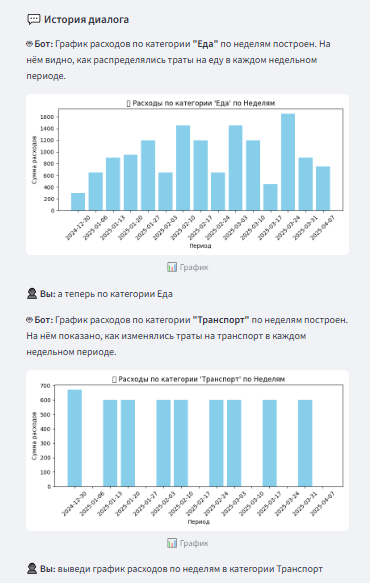 💬 История диалога
🤖 Бот: График расходов по категории "Еда" по неделям построен. На
нём видно, как распределялись траты на еду в каждом недельном
периоде.
▯ Расходы по категории 'Еда' по Неделям
Сумма расходов
1600
1400
1200
1000
800
600
400
200
0
2024-12-30 2025-01-06 2025-01-13 2025-01-20 2025-01-27 2025-02-03 2025-02-10 2025-02-17 2025-02-24 2025-03-03 2025-03-10 2025-03-17 2025-03-24 2025-03-31 2025-04-07
Период
📊 График
Вы: а теперь по категории Еда
🤖 Бот: График расходов по категории "Транспорт" по неделям построен.
На нём показано, как изменялись траты на транспорт в каждом
недельном периоде.
▯ Расходы по категории 'Транспорт' по Неделям
Сумма расходов
700
600
500
400
300
200
100
0
2024-12-30 2025-01-06 2025-01-13 2025-01-20 2025-01-27 2025-02-03 2025-02-10 2025-02-17 2025-02-24 2025-03-03 2025-03-10 2025-03-17 2025-03-24 2025-03-31 2025-04-07
Период
📊 График
Вы: выведи график расходов по неделям в категории Транспорт